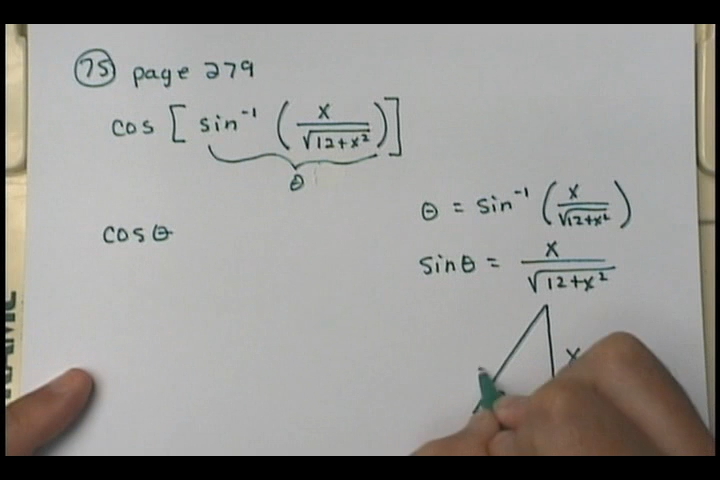 75 page 279
cos [ sin⁻¹ ( x / √12+x² ) ]
θ
θ = sin⁻¹ ( x / √12+x² )
cos θ
sin θ = x / √12+x²
x